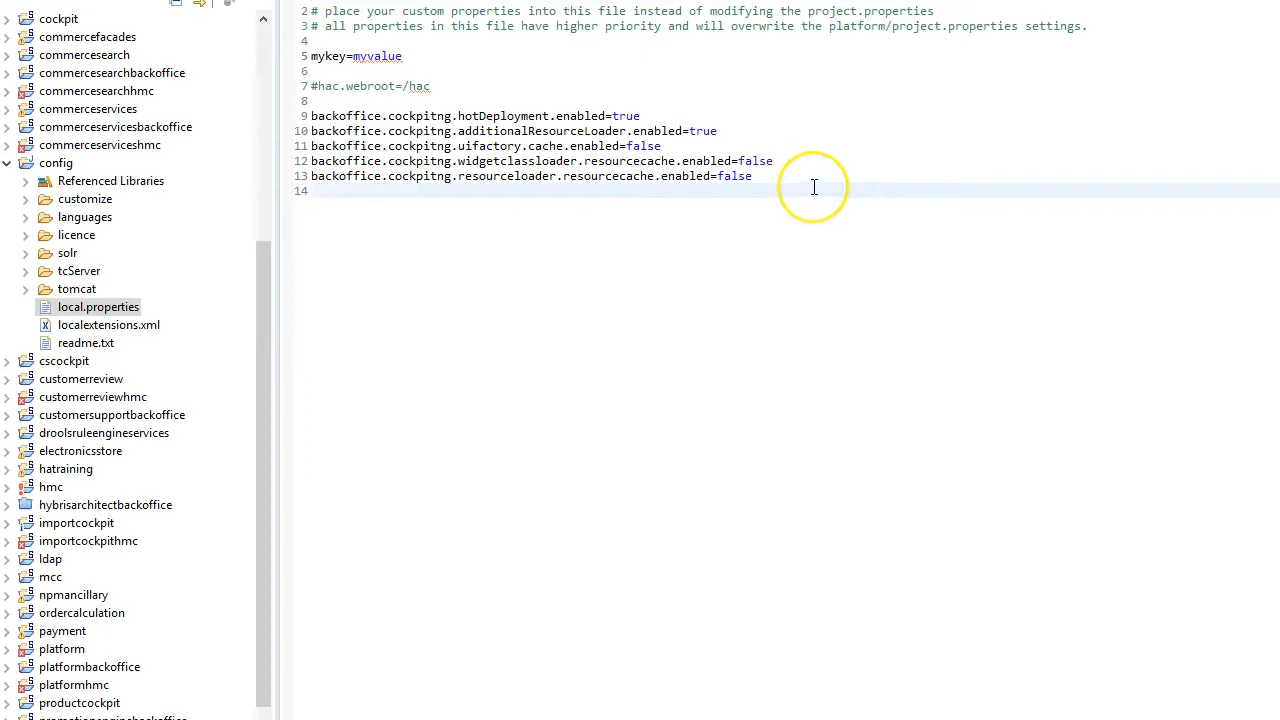 cockpit
commercefacades
commercesearch
commercesearchbackoffice
commercesearchhmc
commerceservices
commerceservicesbackoffice
commerceserviceshmc
config
Referenced Libraries
customize
languages
licence
solr
tcServer
tomcat
local.properties
localextensions.xml
readme.txt
cscockpit
customerreview
customerreviewhmc
customersupportbackoffice
droolsruleengineservices
electronicsstore
hatraining
hmc
hybrisarchitectbackoffice
importcockpit
importcockpithmc
ldap
mcc
npmancillary
ordercalculation
payment
platform
platformbackoffice
platformhmc
productcockpit
promotionenginebackoffice
2 # place your custom properties into this file instead of modifying the project.properties
3 # all properties in this file have higher priority and will overwrite the platform/project.properties settings.
4
5 mykey=myvalue
6
7 #hac.webroot=/hac
8
9 backoffice.cockpitng.hotDeployment.enabled=true
10 backoffice.cockpitng.additionalResourceLoader.enabled=true
11 backoffice.cockpitng.uifactory.cache.enabled=false
12 backoffice.cockpitng.widgetclassloader.resourcecache.enabled=false
13 backoffice.cockpitng.resourceloader.resourcecache.enabled=false
14